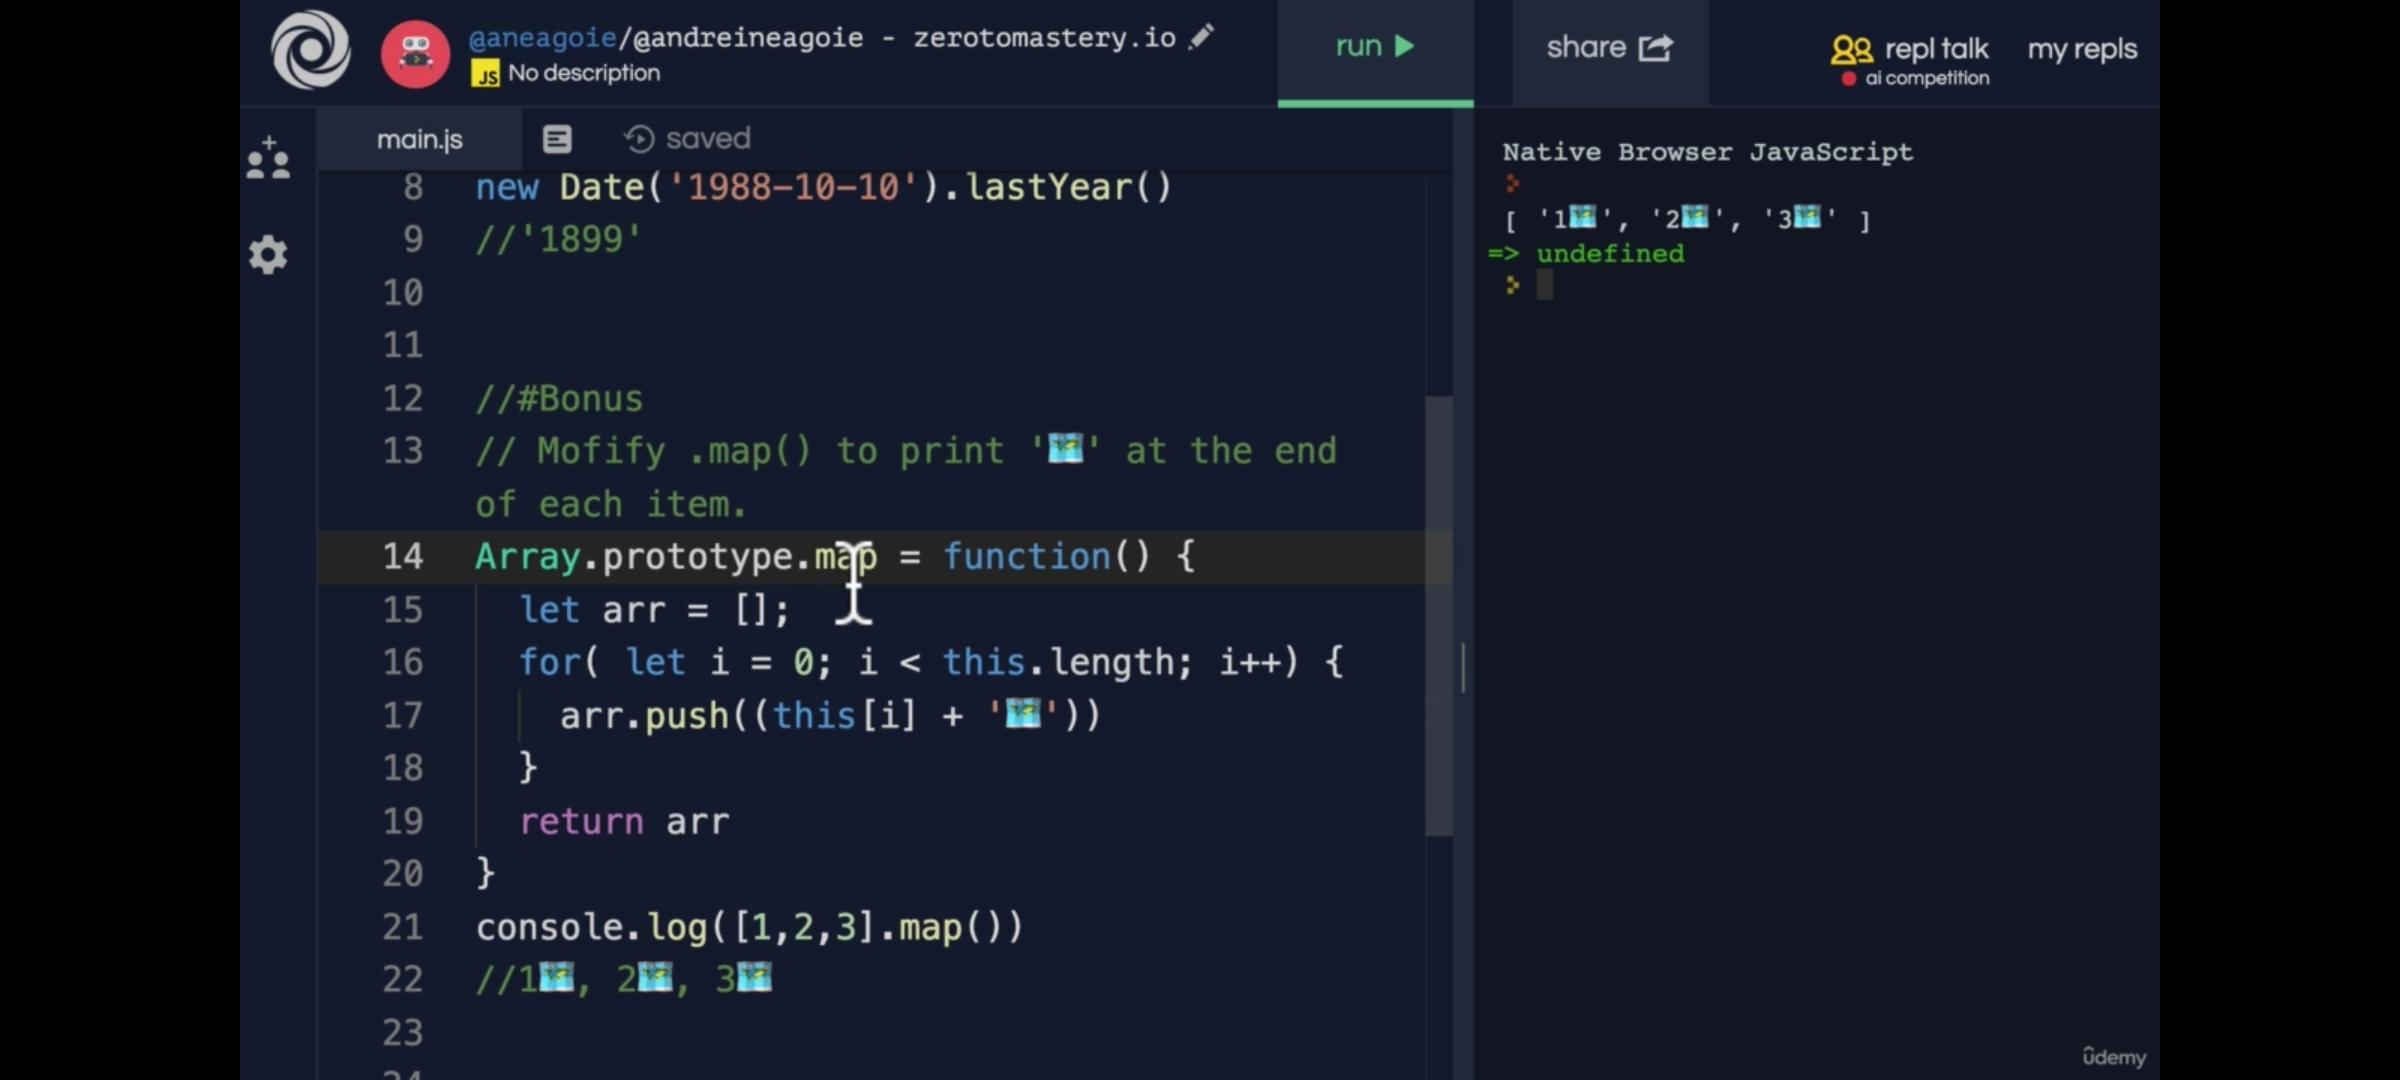 @aneagoie/@andreineagoie - zerotomastery.io
JS No description
run
share
repl talk
ai competition
my repls
main.js
saved
8 new Date('1988-10-10').lastYear()
9 //'1899'
10
11
12 //#Bonus
13 // Mofify .map() to print '🗺' at the end
of each item.
14 Array.prototype.map = function() {
15 let arr = [];
16 for( let i = 0; i < this.length; i++) {
17 arr.push((this[i] + '🗺'))
18 }
19 return arr
20 }
21 console.log([1,2,3].map())
22 //1🗺, 2🗺, 3🗺
23
Native Browser JavaScript
[ '1🗺', '2🗺', '3🗺' ]
=> undefined
ûdemy